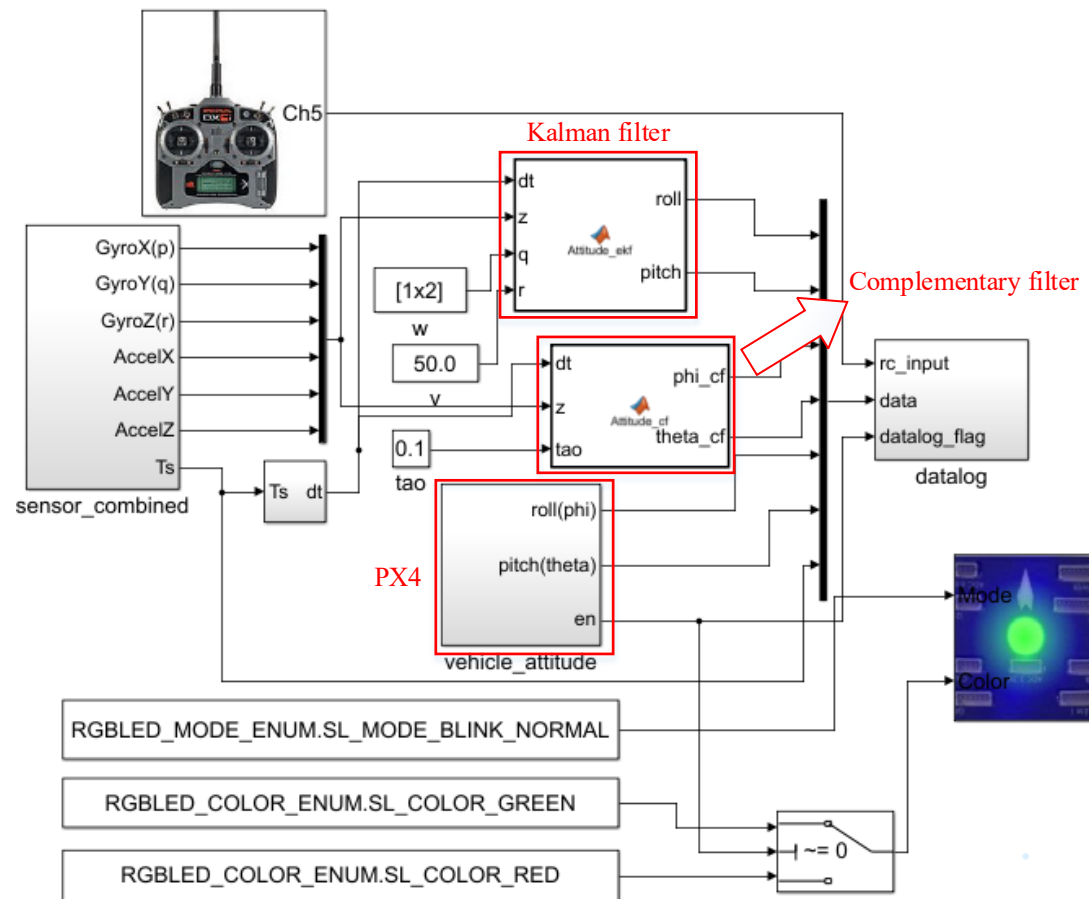 Ch5
DX6i
Kalman filter
dt
z
q
r
roll
pitch
Attitude_ekf
GyroX(p)
GyroY(q)
GyroZ(r)
AccelX
AccelY
AccelZ
Ts
sensor_combined
[1x2]
w
50.0
v
Complementary filter
dt
z
tao
phi_cf
theta_cf
Attitude_cf
0.1
tao
Ts dt
rc_input
data
datalog_flag
datalog
PX4
roll(phi)
pitch(theta)
en
vehicle_attitude
Mode
Color
RGBLED_MODE_ENUM.SL_MODE_BLINK_NORMAL
RGBLED_COLOR_ENUM.SL_COLOR_GREEN
RGBLED_COLOR_ENUM.SL_COLOR_RED
~= 0